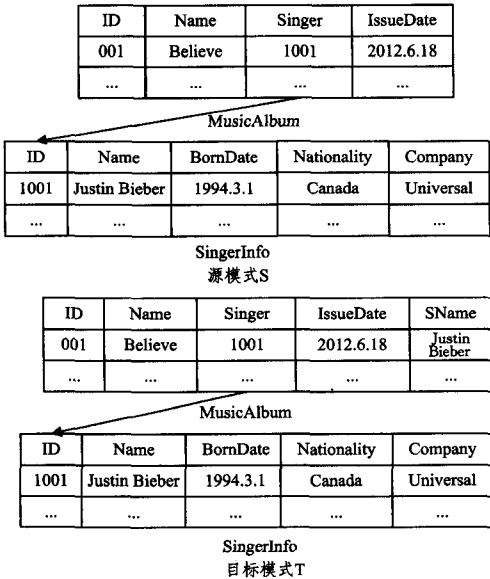 ID Name Singer IssueDate
001 Believe 1001 2012.6.18
... ... ... ...
MusicAlbum
ID Name BornDate Nationality Company
1001 Justin Bieber 1994.3.1 Canada Universal
... ... ... ... ...
SingerInfo
源模式S
ID Name Singer IssueDate SName
001 Believe 1001 2012.6.18 Justin Bieber
... ... ... ... ...
MusicAlbum
ID Name BornDate Nationality Company
1001 Justin Bieber 1994.3.1 Canada Universal
... ... ... ... ...
SingerInfo
目标模式T